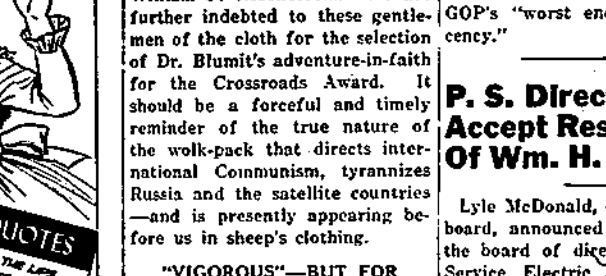 further indebted to these gentle-
men of the cloth for the selection
of Dr. Blumit's adventure-in-faith
for the Crossroads Award. It
should be a forceful and timely
reminder of the true nature of
the wolk-pack that directs inter-
national Communism, tyrannizes
Russia and the satellite countries
—and is presently appearing be-
fore us in sheep's clothing.
"VIGOROUS"—BUT FOR
GOP's "worst
cency."
P. S. Direc
Accept Res
Of Wm. H.
Lyle McDonald,
board, announced
the board of dire
Service Electric
UOTES
THE LIFE